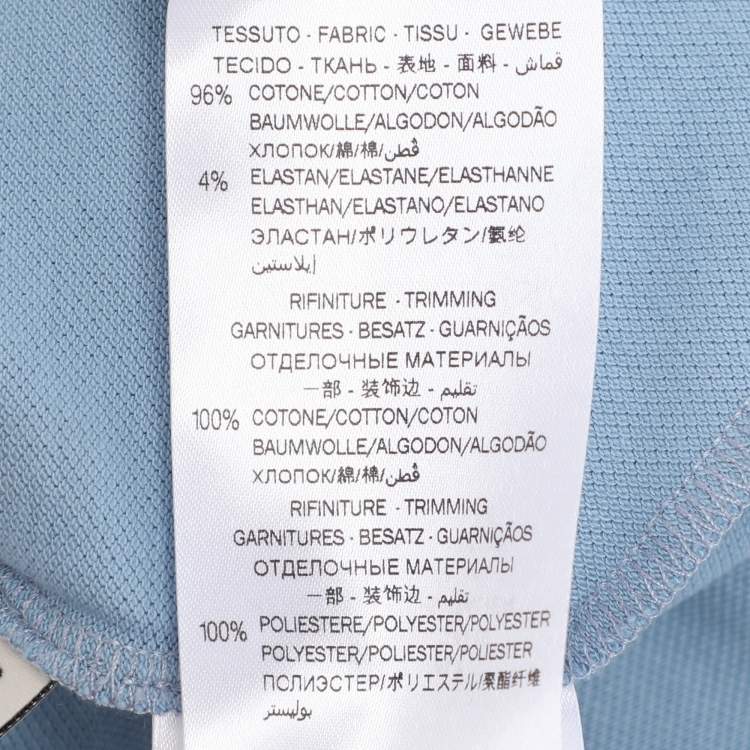 TESSUTO - FABRIC - TISSU - GEWEBE
TECIDO - ТКАНЬ - 表地 - 面料 - قماش
96% COTONE/COTTON/COTON
BAUMWOLLE/ALGODON/ALGODÃO
ХЛОПОК/綿/棉/قطن
4% ELASTAN/ELASTANE/ELASTHANNE
ELASTHAN/ELASTANO/ELASTANO
ЭЛАСТАН/ポリウレタン/氨纶
إيلاستين
RIFINITURE - TRIMMING
GARNITURES - BESATZ - GUARNIÇÃOS
ОТДЕЛОЧНЫЕ МАТЕРИАЛЫ
一部 - 装饰边 - تقليم
100% COTONE/COTTON/COTON
BAUMWOLLE/ALGODON/ALGODÃO
ХЛОПОК/綿/棉/قطن
RIFINITURE - TRIMMING
GARNITURES - BESATZ - GUARNIÇÃOS
ОТДЕЛОЧНЫЕ МАТЕРИАЛЫ
一部 - 装饰边 - تقليم
100% POLIESTERE/POLYESTER/POLYESTER
POLYESTER/POLIESTER/POLIESTER
ПОЛИЭСТЕР/ポリエステル/聚酯纤维
بوليستر